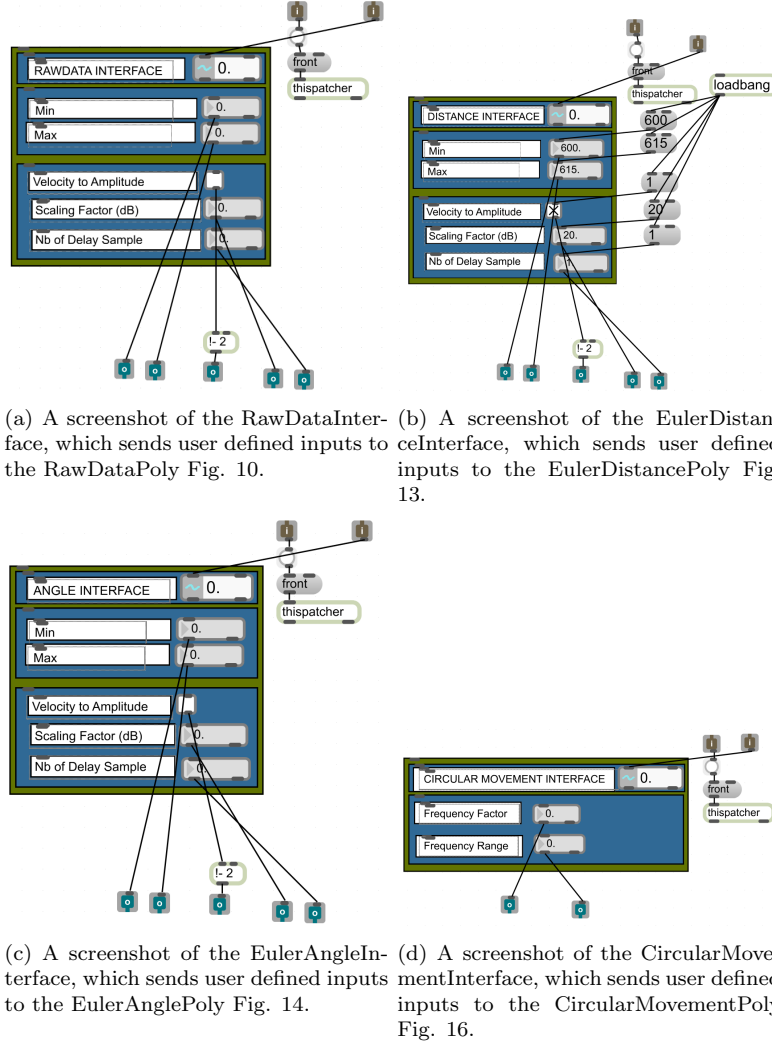 i
i
front
thispatcher
RAWDATA INTERFACE
0.
Min
0.
Max
0.
Velocity to Amplitude
Scaling Factor (dB)
0.
Nb of Delay Sample
0.
!- 2
o
o
o
o
o
i
i
front
thispatcher
loadbang
DISTANCE INTERFACE
0.
600
615
Min
600.
Max
615.
1
Velocity to Amplitude
20
Scaling Factor (dB)
20.
1
Nb of Delay Sample
1.
!- 2
o
o
o
o
o
(a) A screenshot of the RawDataInter-
face, which sends user defined inputs to
the RawDataPoly Fig. 10.
(b) A screenshot of the EulerDistan
ceInterface, which sends user define
inputs to the EulerDistancePoly Fig
13.
i
i
front
thispatcher
ANGLE INTERFACE
0.
Min
0.
Max
0.
Velocity to Amplitude
Scaling Factor (dB)
0.
Nb of Delay Sample
0.
!- 2
o
o
o
o
o
i
i
front
thispatcher
CIRCULAR MOVEMENT INTERFACE
0.
Frequency Factor
0.
Frequency Range
0.
o
o
(c) A screenshot of the EulerAngleIn-
terface, which sends user defined inputs
to the EulerAnglePoly Fig. 14.
(d) A screenshot of the CircularMove
mentInterface, which sends user define
inputs to the CircularMovementPoly
Fig. 16.